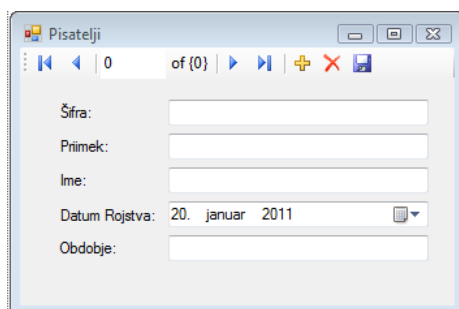 Pisatelji
0 of {0}
Šifra:
Priimek:
Ime:
Datum Rojstva: 20. januar 2011
Obdobje: